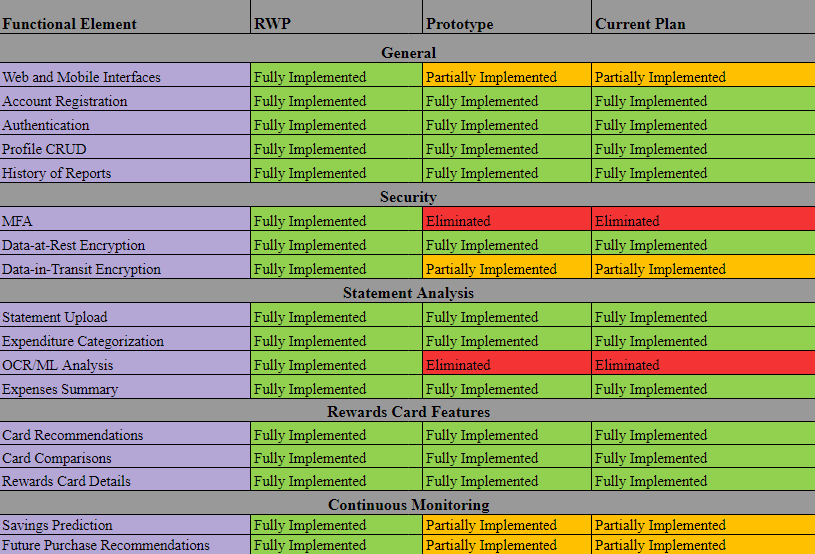 Functional Element RWP Prototype Current Plan
General
Web and Mobile Interfaces Fully Implemented Partially Implemented Partially Implemented
Account Registration Fully Implemented Fully Implemented Fully Implemented
Authentication Fully Implemented Fully Implemented Fully Implemented
Profile CRUD Fully Implemented Fully Implemented Fully Implemented
History of Reports Fully Implemented Fully Implemented Fully Implemented
Security
MFA Fully Implemented Eliminated Eliminated
Data-at-Rest Encryption Fully Implemented Fully Implemented Fully Implemented
Data-in-Transit Encryption Fully Implemented Partially Implemented Partially Implemented
Statement Analysis
Statement Upload Fully Implemented Fully Implemented Fully Implemented
Expenditure Categorization Fully Implemented Fully Implemented Fully Implemented
OCR/ML Analysis Fully Implemented Eliminated Eliminated
Expenses Summary Fully Implemented Fully Implemented Fully Implemented
Rewards Card Features
Card Recommendations Fully Implemented Fully Implemented Fully Implemented
Card Comparisons Fully Implemented Fully Implemented Fully Implemented
Rewards Card Details Fully Implemented Fully Implemented Fully Implemented
Continuous Monitoring
Savings Prediction Fully Implemented Partially Implemented Partially Implemented
Future Purchase Recommendations Fully Implemented Partially Implemented Partially Implemented